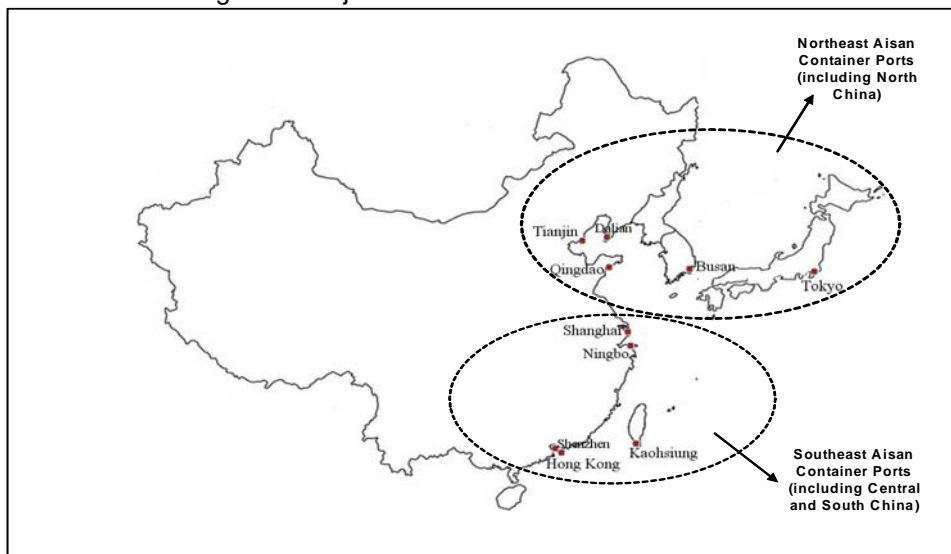 Northeast Aisan
Container Ports
(including North
China)
Tianjin
Dalian
Qingdao
Busan
Tokyo
Shanghai
Ningbo
Shenzhen
Hong Kong
Kaohsiung
Southeast Aisan
Container Ports
(including Central
and South China)